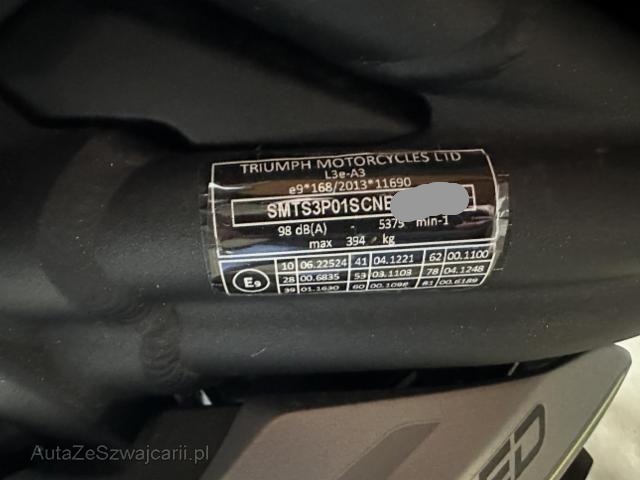 TRIUMPH MOTORCYCLES LTD
L3e-A3
e9*168/2013*11690
SMTS3P01SCNE
98 dB(A) - 5375 min-1
max 394 kg
E9
10 06.22524 41 04.1221 62 00.1100
28 00.6835 53 03.1103 78 04.1248
39 01.1630 60 00.1098 81 00.6189
ED
AutaZeSzwajcarii.pl